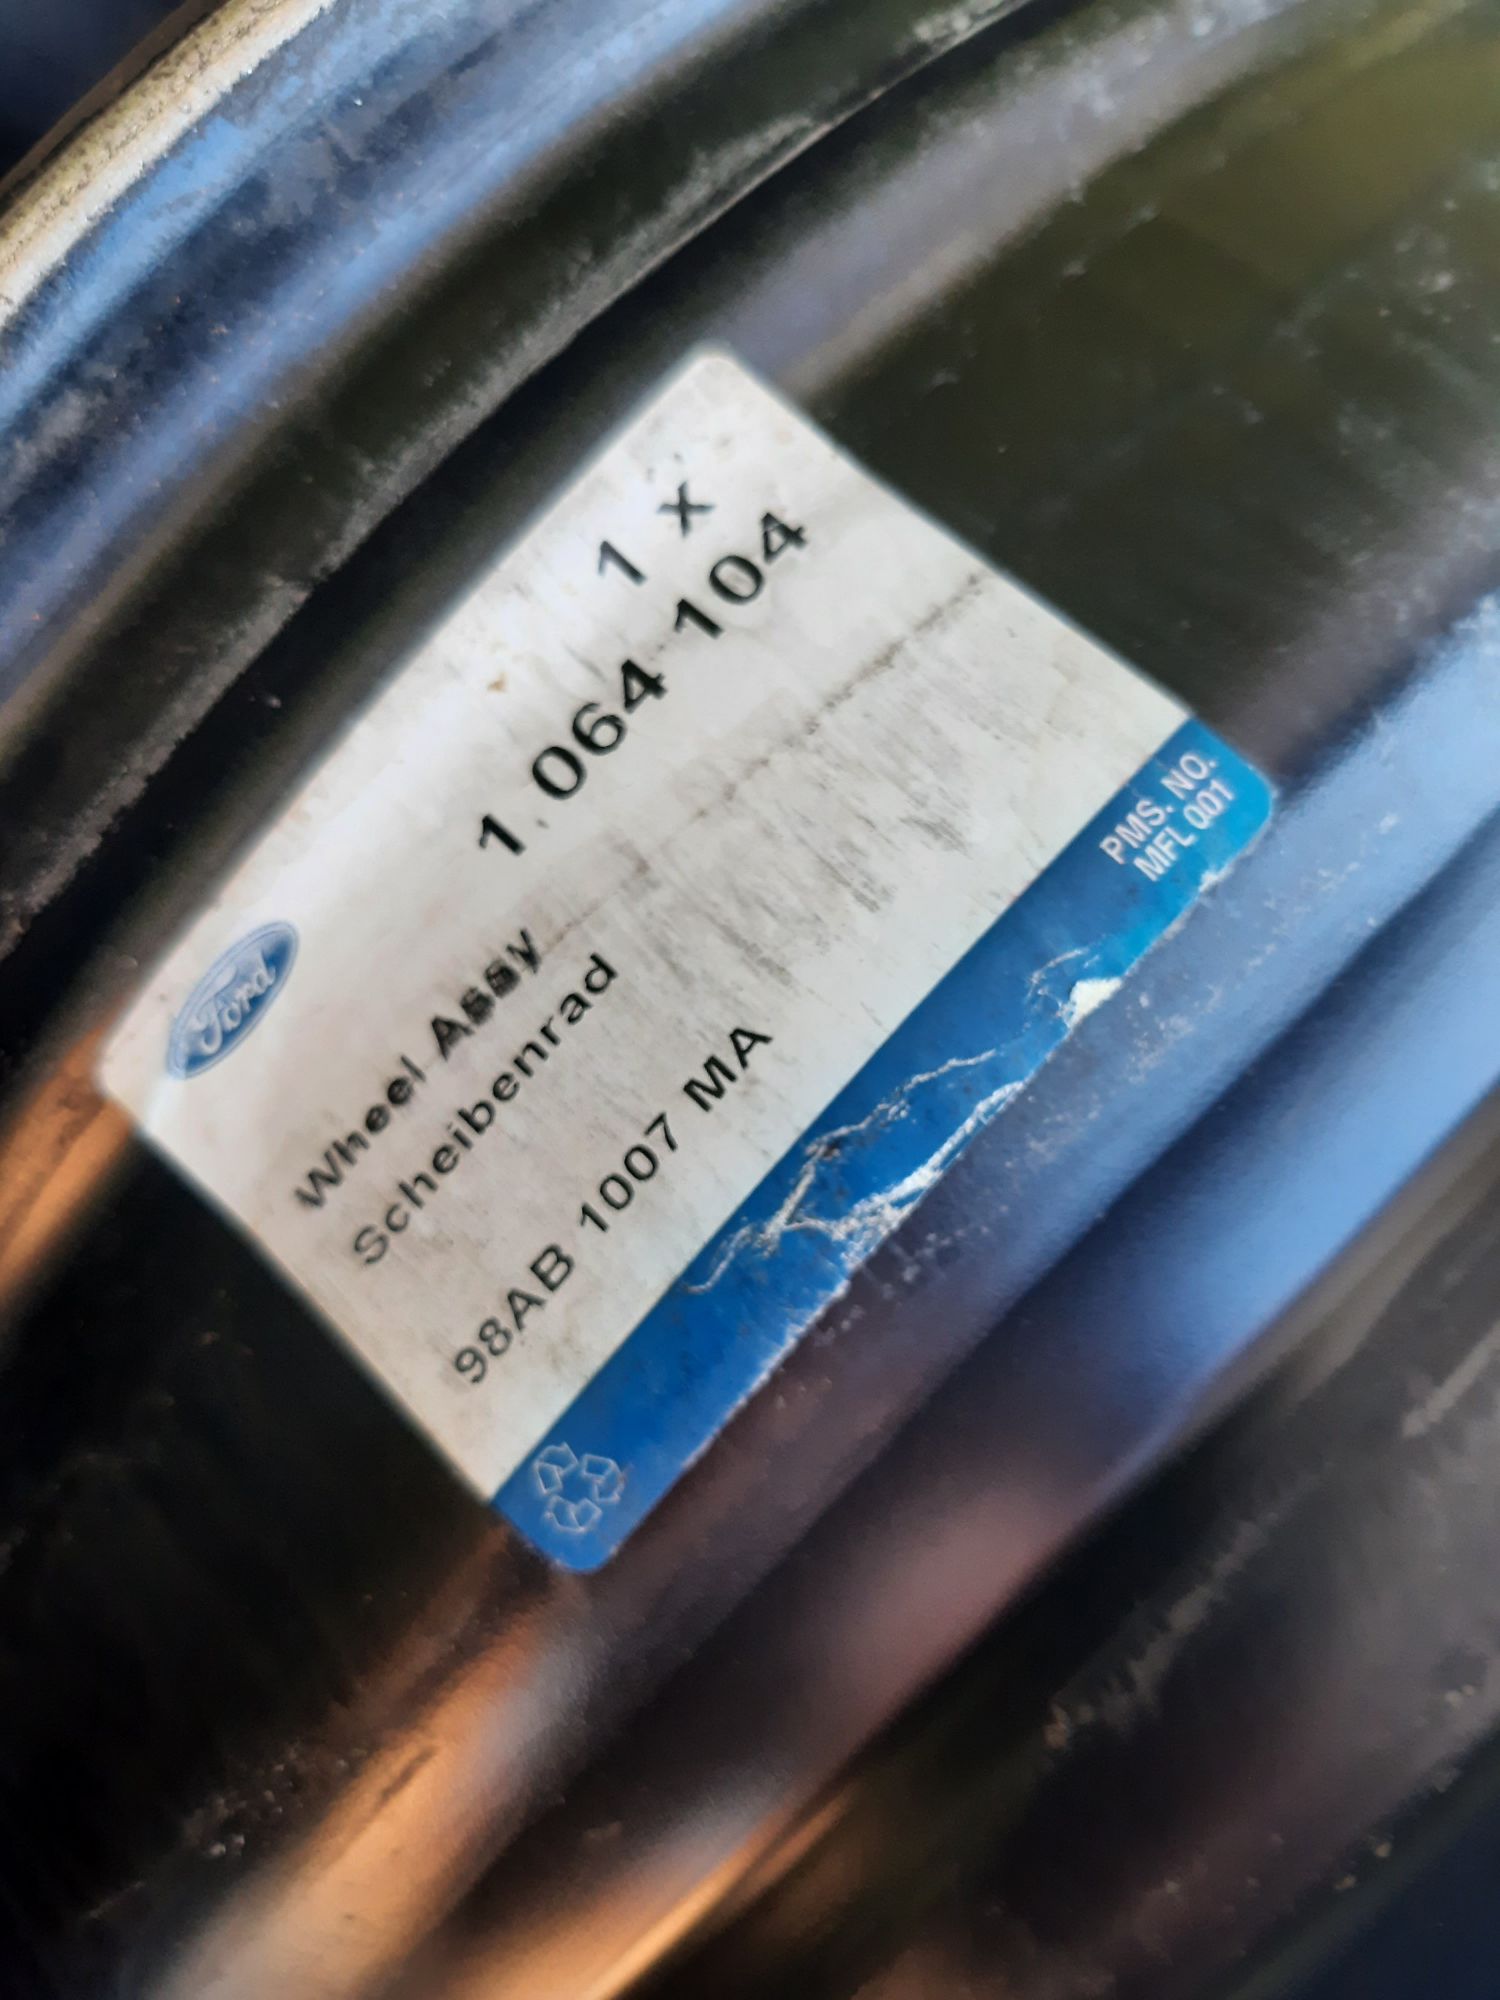 1 X
1 064 104
Ford
Wheel Assy
Scheibenrad
98AB 1007 MA
PMS. NO.
MFL 001